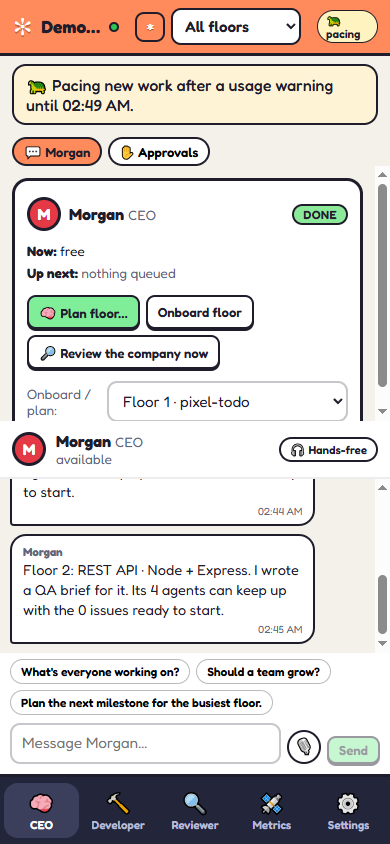 Demo...
All floors
pacing
Pacing new work after a usage warning
until 02:49 AM.
Morgan
Approvals
M
Morgan CEO
DONE
Now: free
Up next: nothing queued
Plan floor...
Onboard floor
Review the company now
Onboard /
plan:
Floor 1 · pixel-todo
M
Morgan CEO
available
Hands-free
to start.
02:44 AM
Morgan
Floor 2: REST API · Node + Express. I wrote
a QA brief for it. Its 4 agents can keep up
with the 0 issues ready to start.
02:45 AM
What's everyone working on?
Should a team grow?
Plan the next milestone for the busiest floor.
Message Morgan...
Send
CEO
Developer
Reviewer
Metrics
Settings